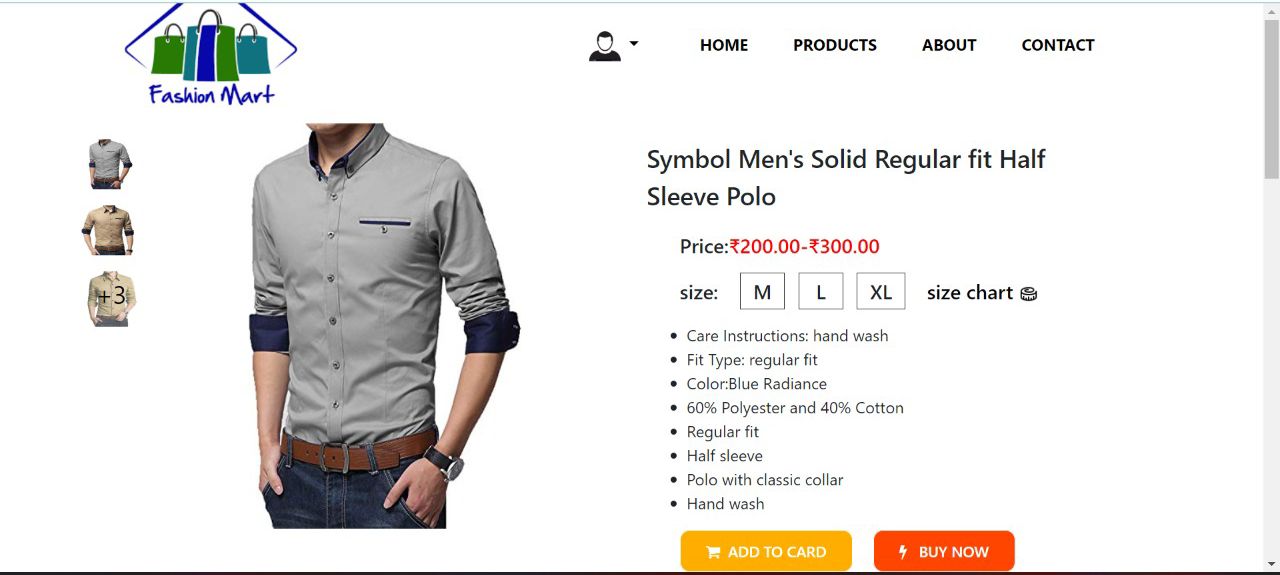 Fashion Mart
HOME PRODUCTS ABOUT CONTACT
+3
Symbol Men's Solid Regular fit Half
Sleeve Polo
Price:₹200.00-₹300.00
size: M L XL size chart
Care Instructions: hand wash
Fit Type: regular fit
Color:Blue Radiance
60% Polyester and 40% Cotton
Regular fit
Half sleeve
Polo with classic collar
Hand wash
ADD TO CARD BUY NOW